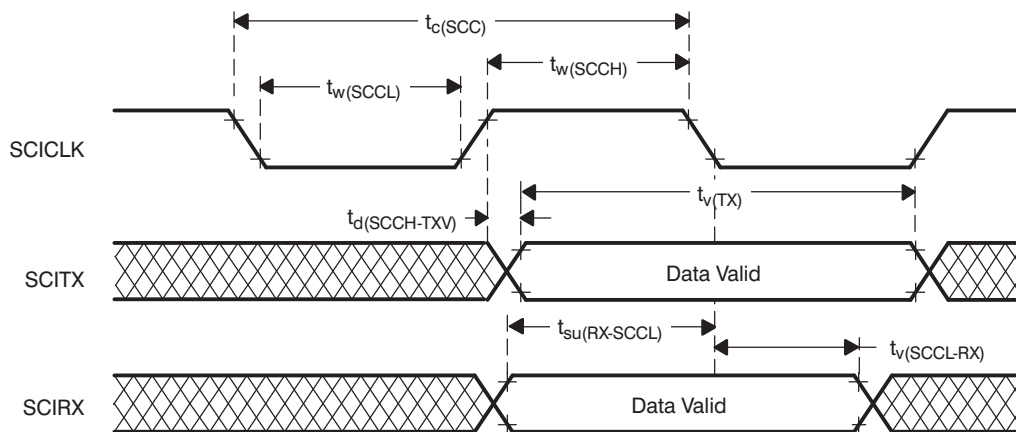 t_c(SCC)
t_w(SCCH)
t_w(SCCL)
SCICLK
t_v(TX)
t_d(SCCH-TXV)
SCITX
Data Valid
t_su(RX-SCCL)
t_v(SCCL-RX)
SCIRX
Data Valid